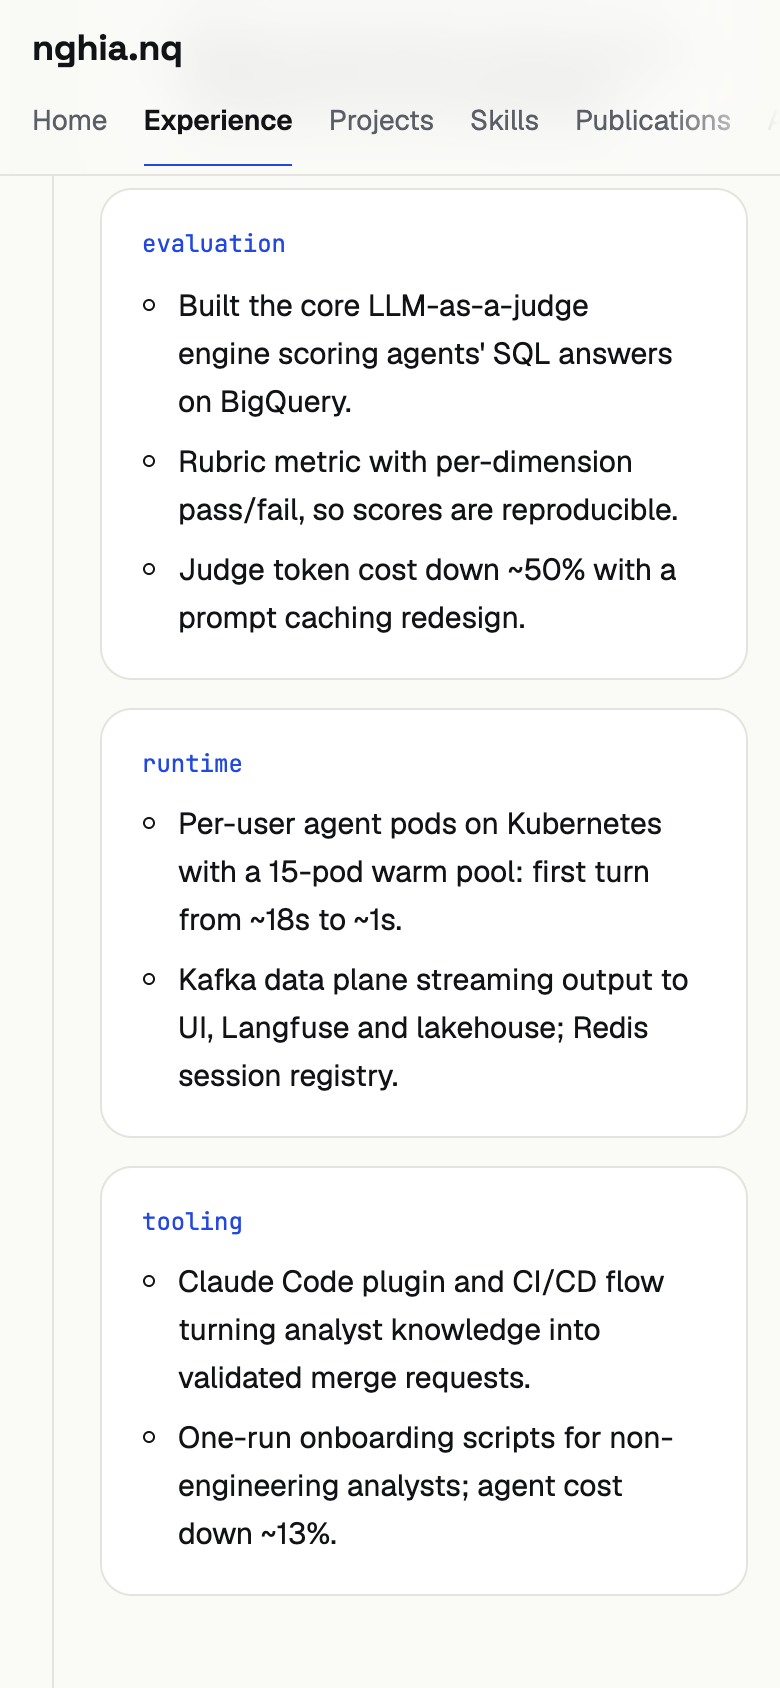 nghia.nq
Home Experience Projects Skills Publications
evaluation
Built the core LLM-as-a-judge
engine scoring agents' SQL answers
on BigQuery.
Rubric metric with per-dimension
pass/fail, so scores are reproducible.
Judge token cost down ~50% with a
prompt caching redesign.
runtime
Per-user agent pods on Kubernetes
with a 15-pod warm pool: first turn
from ~18s to ~1s.
Kafka data plane streaming output to
UI, Langfuse and lakehouse; Redis
session registry.
tooling
Claude Code plugin and CI/CD flow
turning analyst knowledge into
validated merge requests.
One-run onboarding scripts for non-
engineering analysts; agent cost
down ~13%.